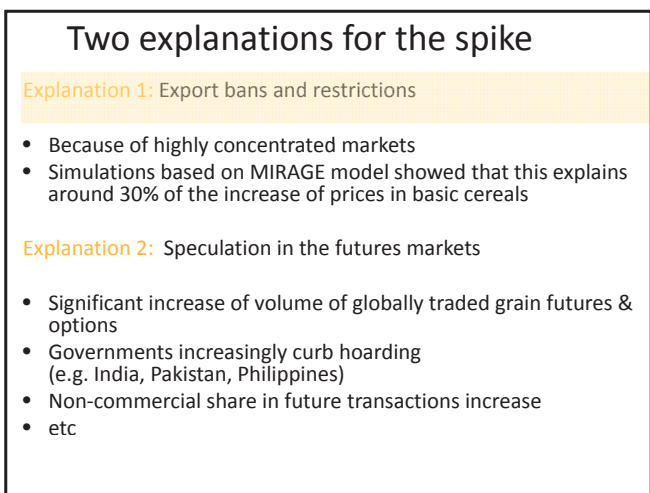 Two explanations for the spike
Explanation 1: Export bans and restrictions
• Because of highly concentrated markets
• Simulations based on MIRAGE model showed that this explains
around 30% of the increase of prices in basic cereals
Explanation 2: Speculation in the futures markets
• Significant increase of volume of globally traded grain futures &
options
• Governments increasingly curb hoarding
(e.g. India, Pakistan, Philippines)
• Non-commercial share in future transactions increase
• etc